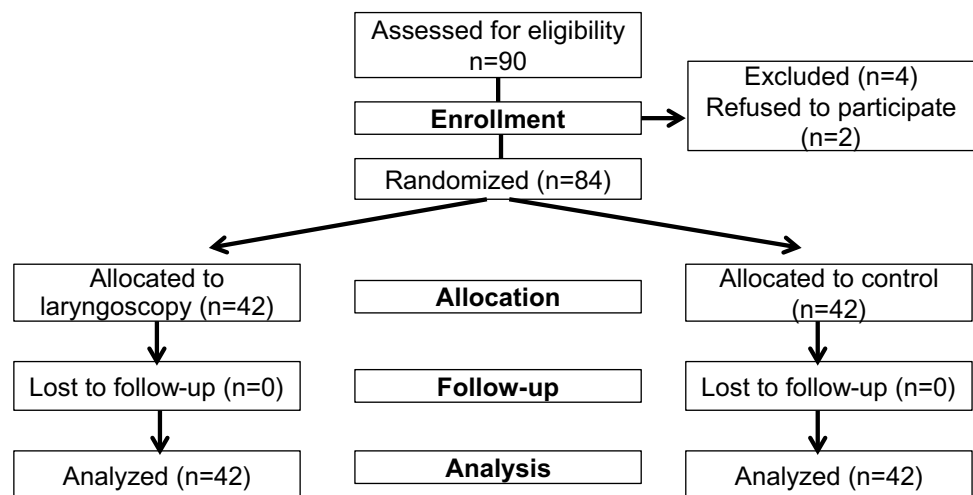 Assessed for eligibility
n=90
Excluded (n=4)
Refused to participate
(n=2)
Enrollment
Randomized (n=84)
Allocated to
laryngoscopy (n=42)
Allocation
Allocated to control
(n=42)
Lost to follow-up (n=0)
Follow-up
Lost to follow-up (n=0)
Analyzed (n=42)
Analysis
Analyzed (n=42)